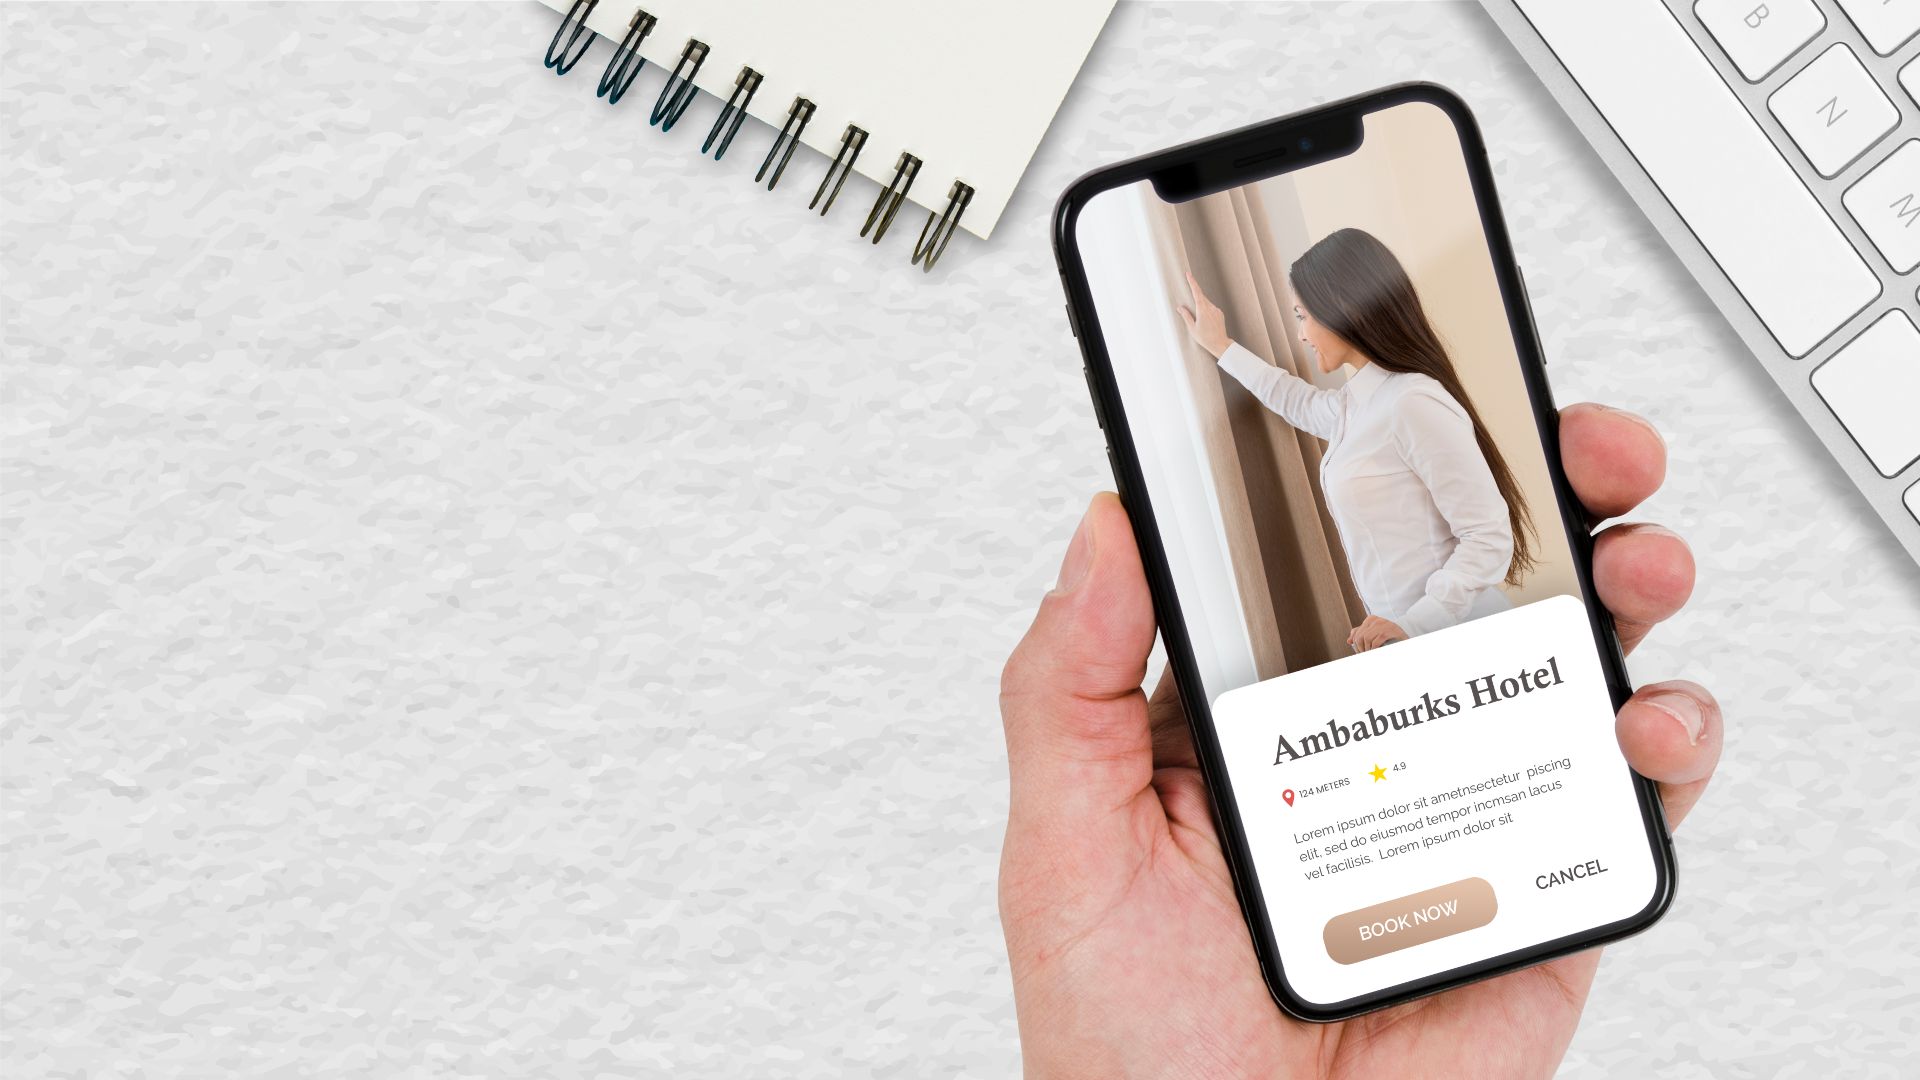 B
N
M
Ambaburks Hotel
124 METERS
4.9
Lorem ipsum dolor sit ametnsectetur piscing
elit, sed do eiusmod tempor incmsan lacus
vel facilisis. Lorem ipsum dolor sit
BOOK NOW
CANCEL